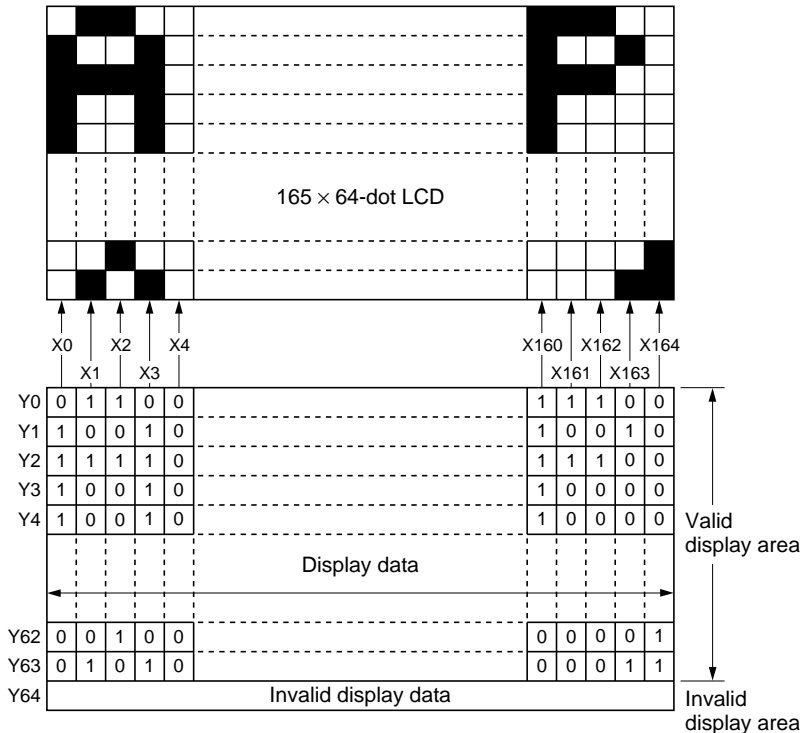 165 × 64-dot LCD
X0 X2 X4 X160 X162 X164
X1 X3 X161 X163
Y0 0 1 1 0 0 1 1 1 0 0
Y1 1 0 0 1 0 1 0 0 1 0
Y2 1 1 1 1 0 1 1 1 0 0
Y3 1 0 0 1 0 1 0 0 0 0
Y4 1 0 0 1 0 1 0 0 0 0
Valid
display area
Display data
Y62 0 0 1 0 0 0 0 0 0 1
Y63 0 1 0 1 0 0 0 0 1 1
Y64 Invalid display data
Invalid
display area